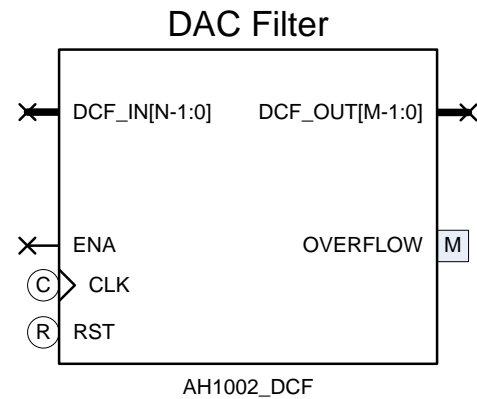 DAC Filter
DCF_IN[N-1:0] DCF_OUT[M-1:0]
ENA OVERFLOW M
C CLK
R RST
AH1002_DCF